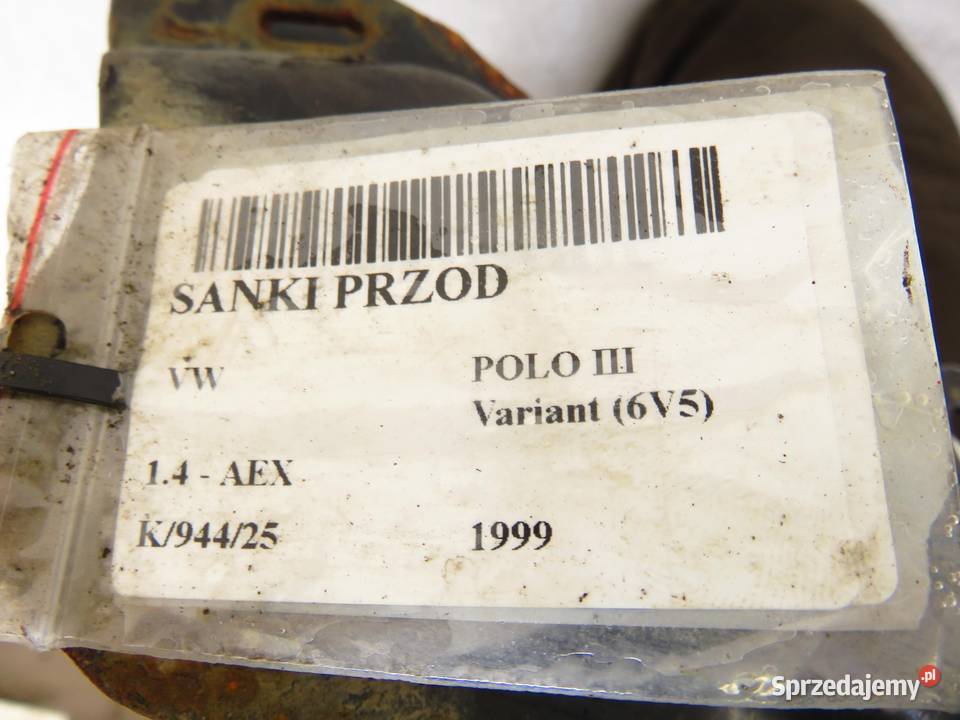 SANKI PRZOD
VW
POLO III
Variant (6V5)
1.4 - AEX
K/944/25
1999
Sprzedajemy.pl